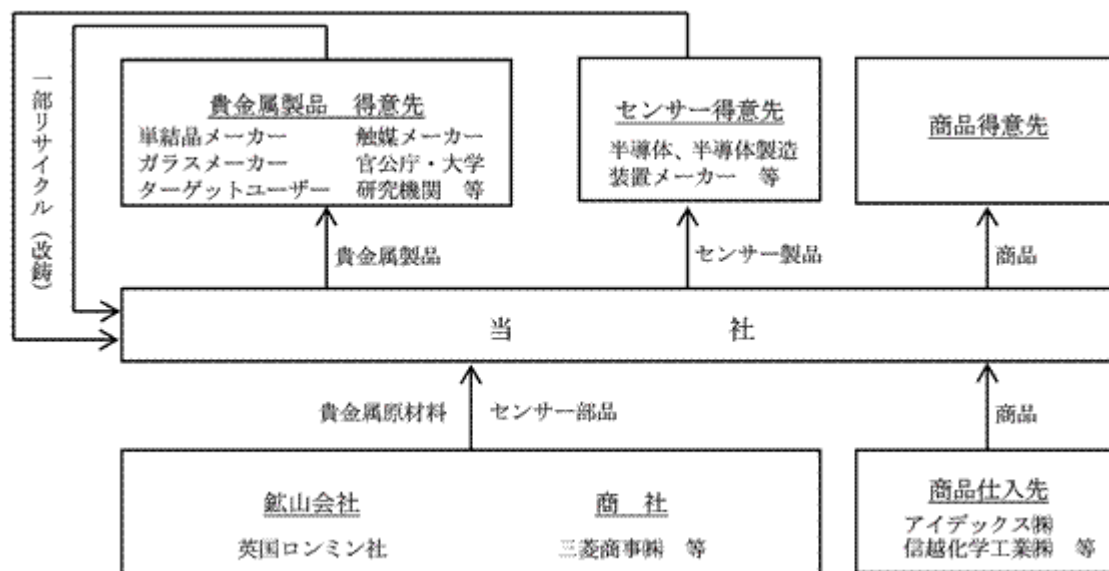 一部リサイクル(改鋳)
貴金属製品 得意先
単結晶メーカー 触媒メーカー
ガラスメーカー 官公庁・大学
ターゲットユーザー 研究機関 等
センサー得意先
半導体、半導体製造
装置メーカー 等
商品得意先
貴金属製品
センサー製品
商品
当 社
貴金属原材料 センサー部品
商品
鉱山会社
英国ロンミン社
商 社
三菱商事㈱ 等
商品仕入先
アイデックス㈱
信越化学工業㈱ 等